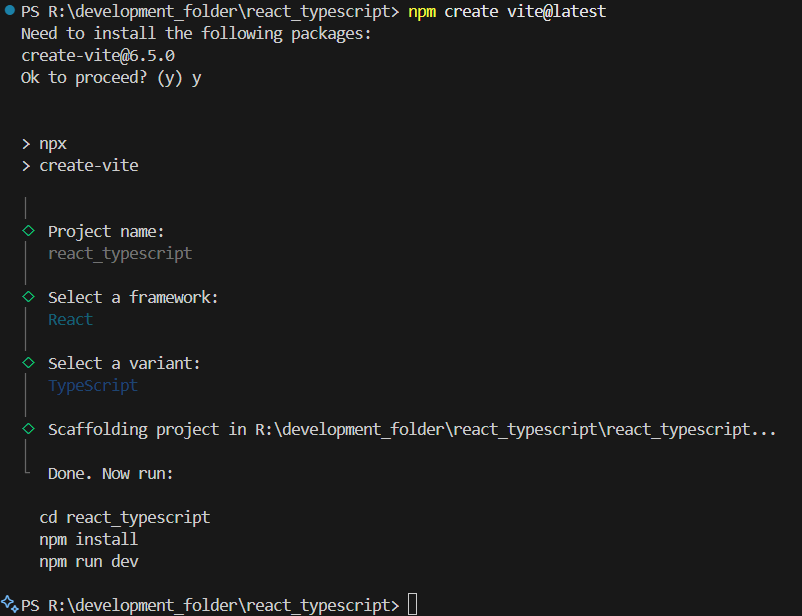 PS R:\development_folder\react_typescript> npm create vite@latest
Need to install the following packages:
create-vite@6.5.0
Ok to proceed? (y) y
> npx
> create-vite
Project name:
react_typescript
Select a framework:
React
Select a variant:
TypeScript
Scaffolding project in R:\development_folder\react_typescript\react_typescript...
Done. Now run:
cd react_typescript
npm install
npm run dev
PS R:\development_folder\react_typescript>